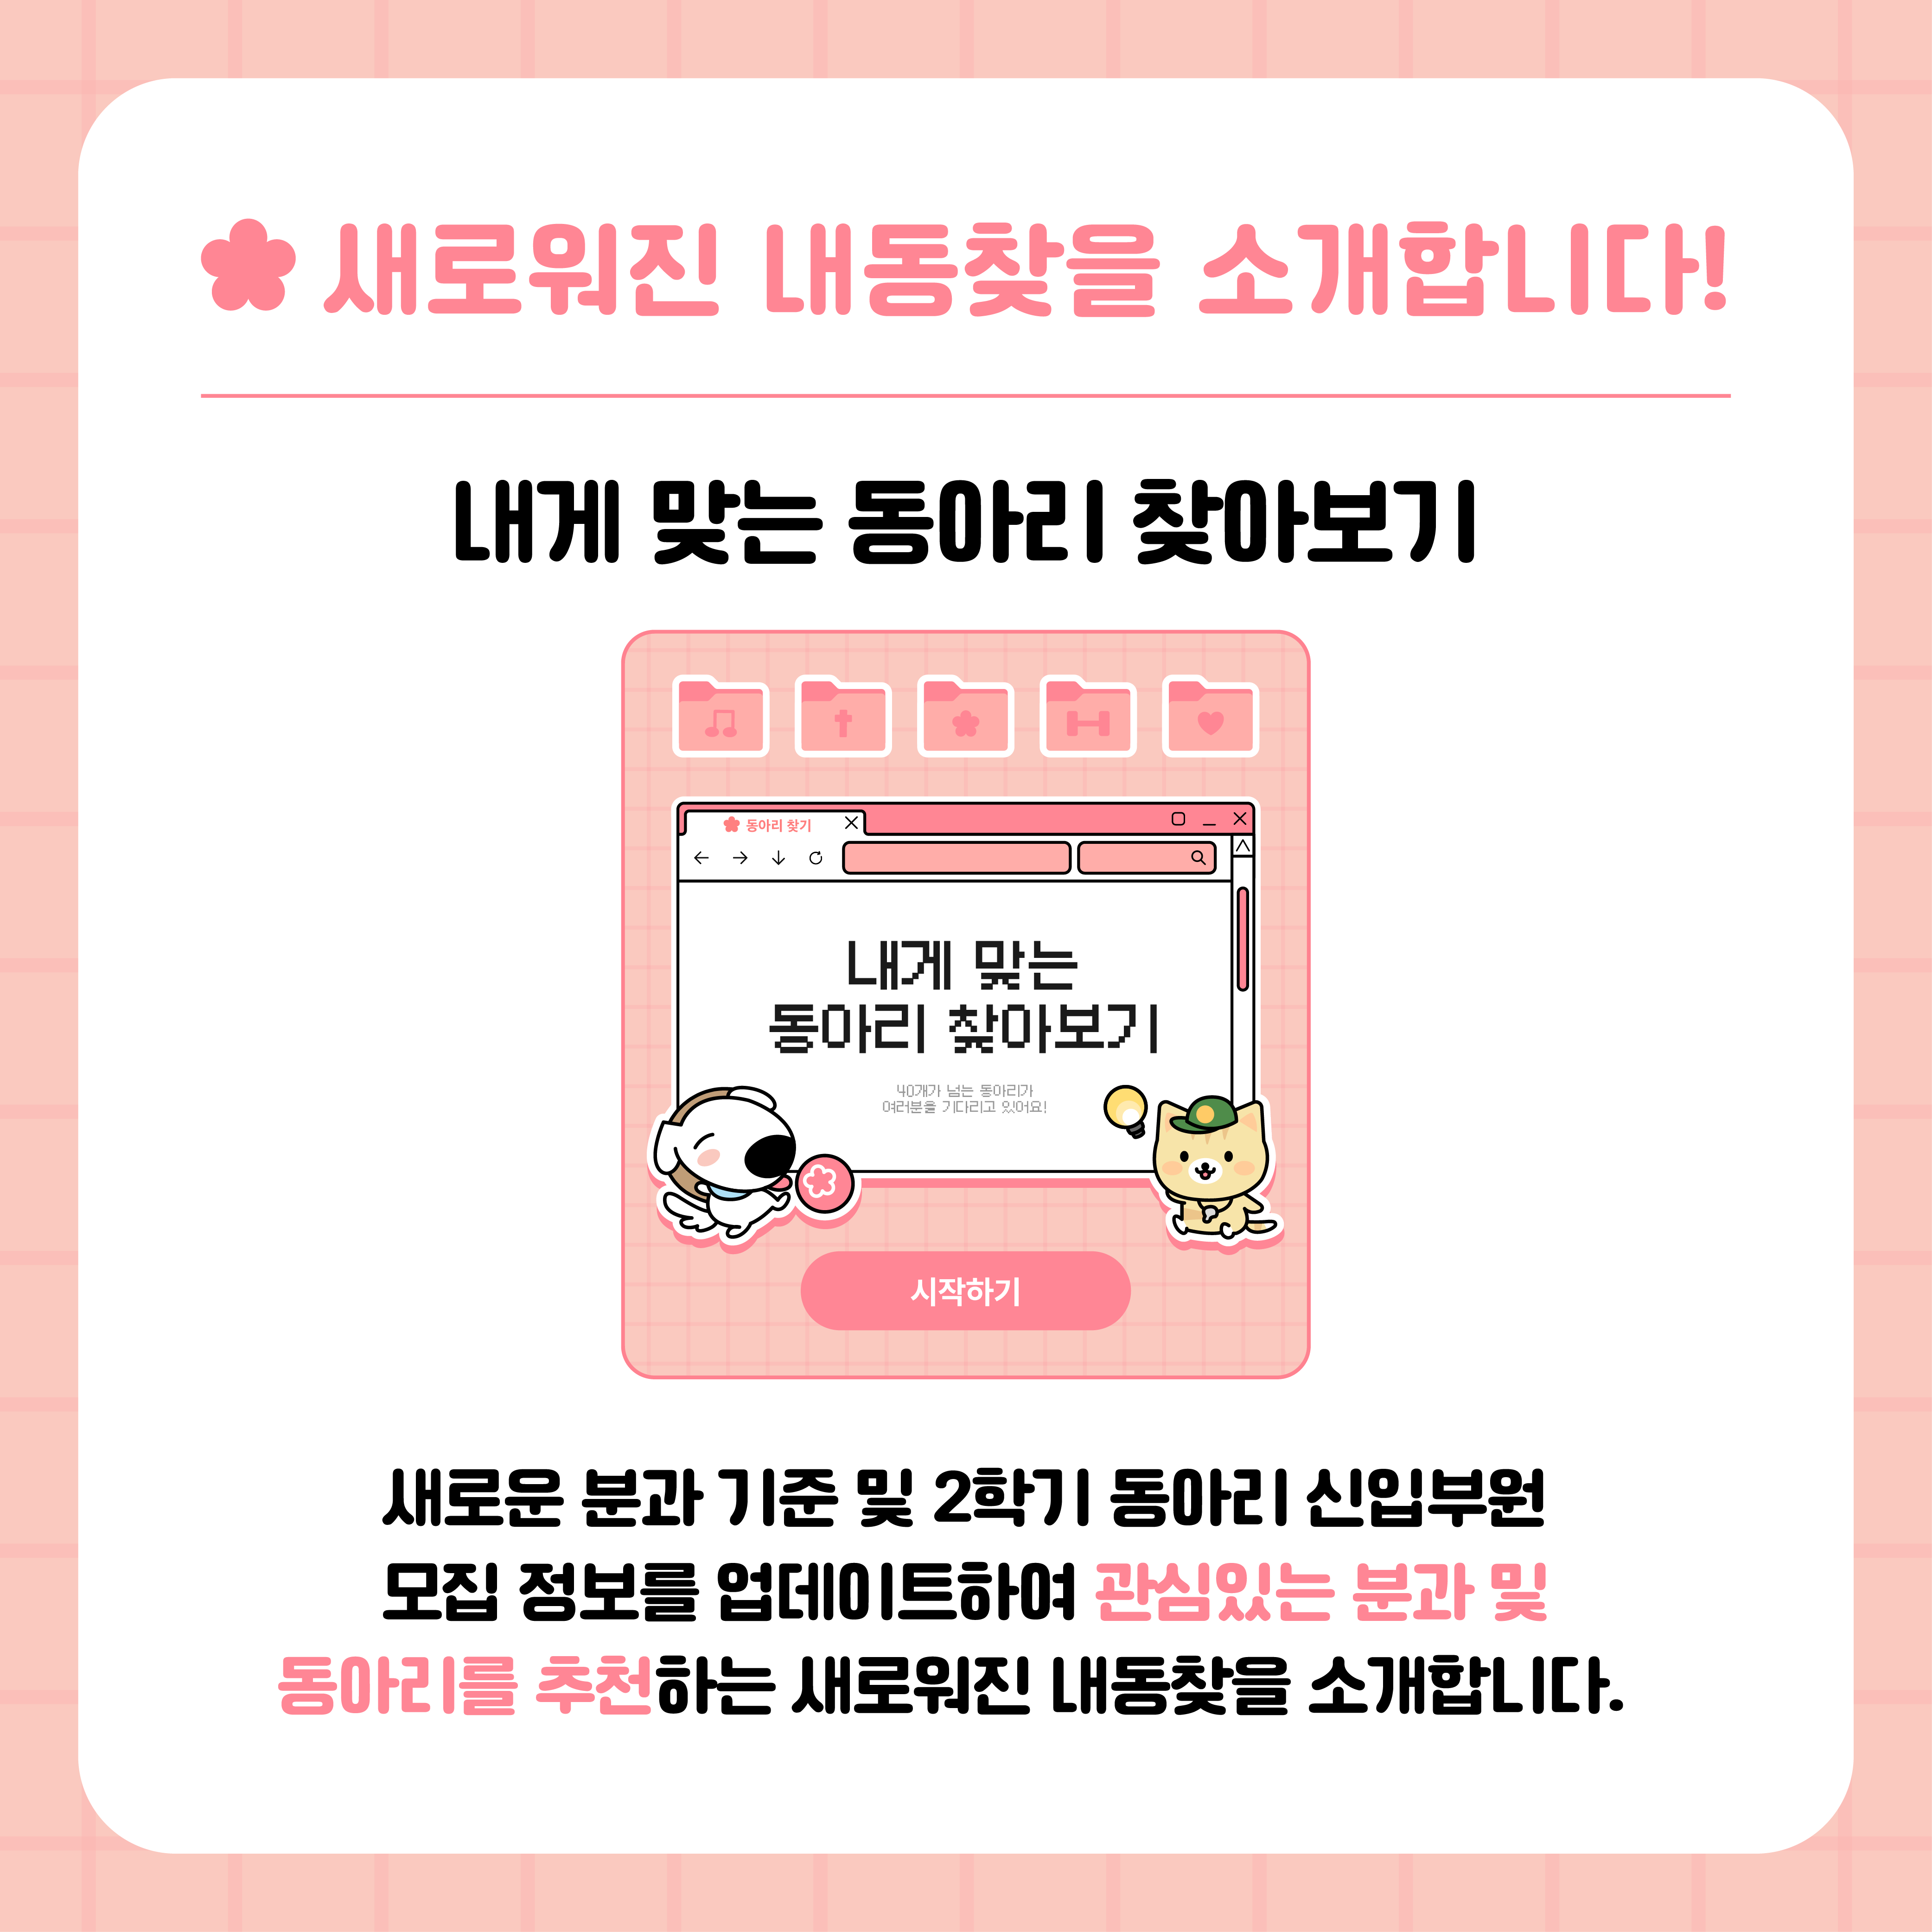 새로워진 내동찾을 소개합니다!
내게 맞는 동아리 찾아보기
동아리 찾기
내게 맞는
동아리 찾아보기
40개가 넘는 동아리가
여러분을 기다리고 있어요!
시작하기
새로운 분과 기준 및 2학기 동아리 신입부원
모집 정보를 업데이트하여 관심있는 분과 및
동아리를 추천하는 새로워진 내동찾을 소개합니다.